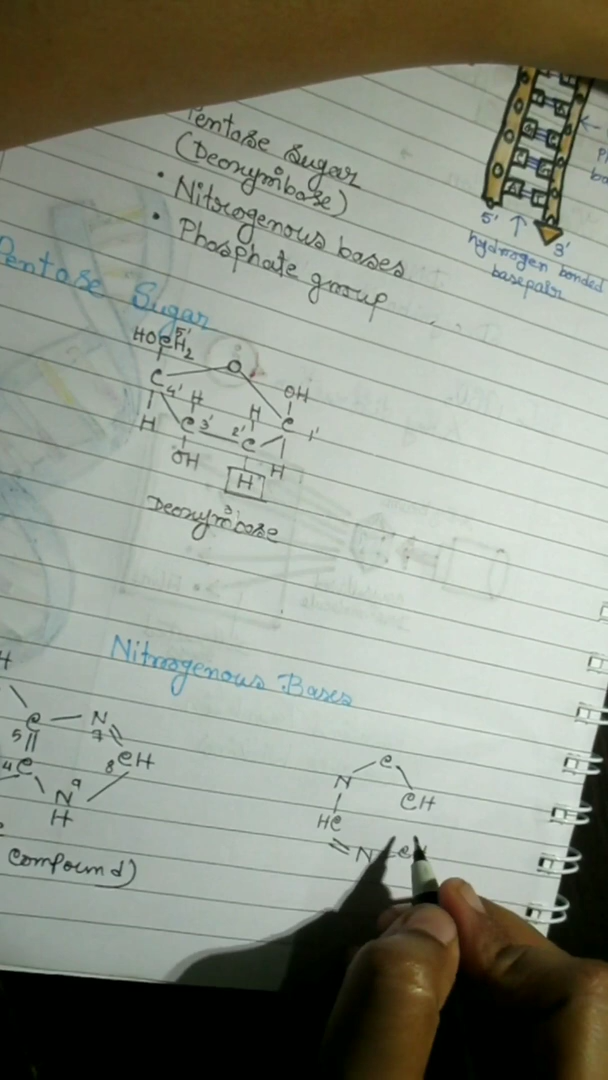 Pentose Sugar
(Deoxyribose)
• Nitrogenous bases
• Phosphate group
5' 3'
hydrogen bonded
basepair
Pentose Sugar
HOCH2 5'
O
C 4' H H OH
H C 3' 2' C C 1'
OH H H
Deoxyribose
Nitrogenous Bases
H
C N
5 7
4 C 8 CH
N 9
H
Compound)
C
N CH
HC
N C